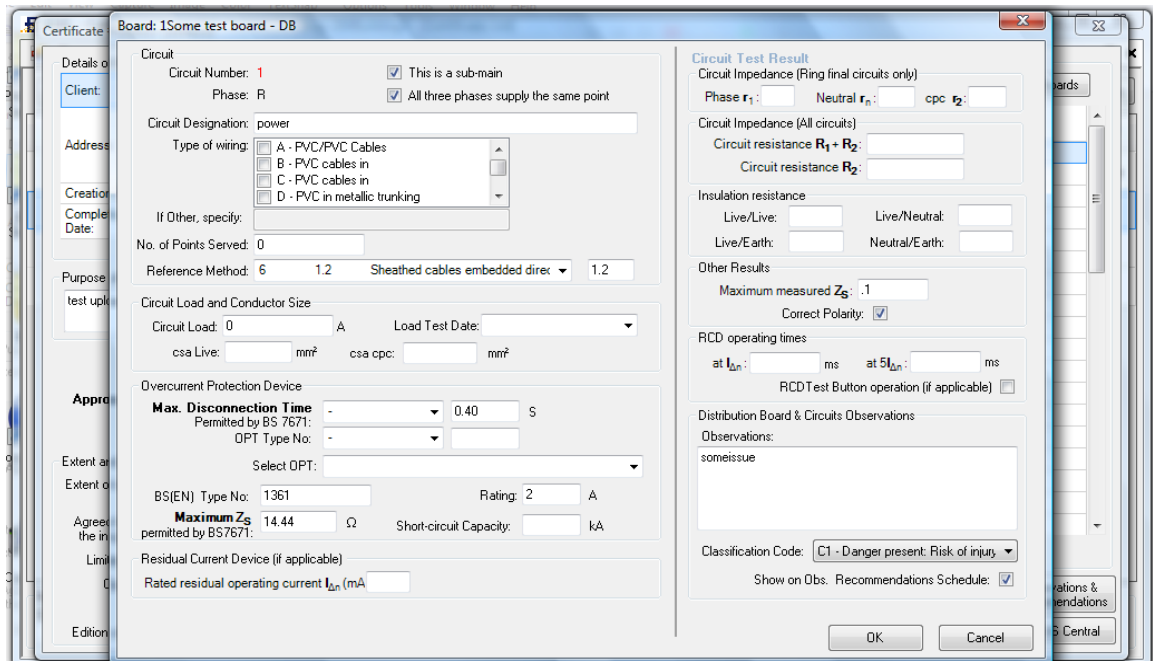 Board: 1Some test board - DB
Certificate
Details o
Client:
Address
Creation
Complet
Date:
Purpose
test uplo
Appro
Extent an
Extent o
Agreed
the in
Limit
Edition
Circuit
Circuit Number: 1
This is a sub-main
Phase: R
All three phases supply the same point
Circuit Designation: power
Type of wiring:
A - PVC/PVC Cables
B - PVC cables in
C - PVC cables in
D - PVC in metallic trunking
If Other, specify:
No. of Points Served: 0
Reference Method: 6 1.2 Sheathed cables embedded direc 1.2
Circuit Load and Conductor Size
Circuit Load: 0 A Load Test Date:
csa Live: mm² csa cpc: mm²
Overcurrent Protection Device
Max. Disconnection Time - 0.40 S
Permitted by BS 7671:
OPT Type No: -
Select OPT:
BS(EN) Type No: 1361 Rating: 2 A
Maximum Zs 14.44 Ω Short-circuit Capacity: kA
permitted by BS7671:
Residual Current Device (if applicable)
Rated residual operating current IΔn (mA
Circuit Test Result
Circuit Impedance (Ring final circuits only)
Phase r1: Neutral rn: cpc r2:
Circuit Impedance (All circuits)
Circuit resistance R1 + R2:
Circuit resistance R2:
Insulation resistance
Live/Live: Live/Neutral:
Live/Earth: Neutral/Earth:
Other Results
Maximum measured Zs: .1
Correct Polarity:
RCD operating times
at IΔn: ms at 5IΔn: ms
RCDTest Button operation (if applicable)
Distribution Board & Circuits Observations
Observations:
someissue
Classification Code: C1 - Danger present: Risk of injury
Show on Obs. Recommendations Schedule:
OK Cancel
ards
vations &
mendations
S Central